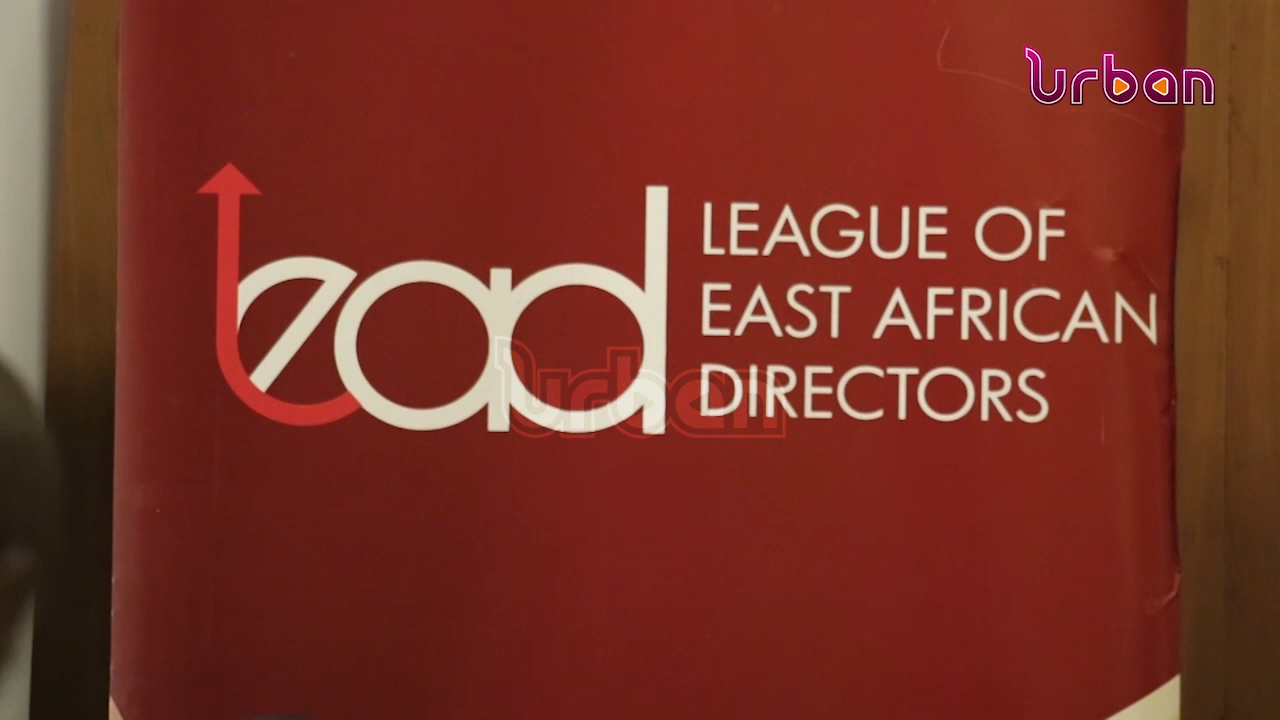 Urban
lead
LEAGUE OF
EAST AFRICAN
DIRECTORS
Urban